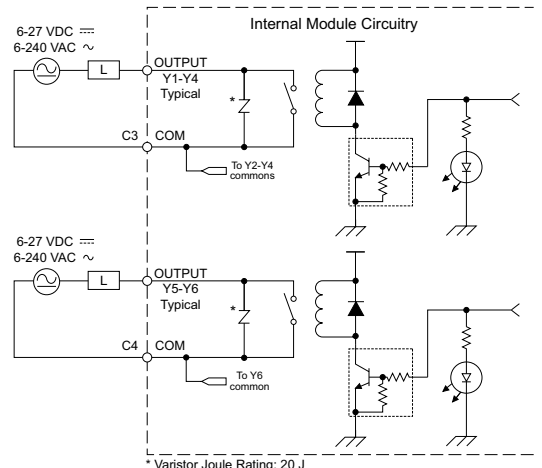 Internal Module Circuitry
6-27 VDC ⎓
6-240 VAC ∿
L
OUTPUT
Y1-Y4
Typical
*
C3
COM
To Y2-Y4
commons
6-27 VDC ⎓
6-240 VAC ∿
L
OUTPUT
Y5-Y6
Typical
*
C4
COM
To Y6
common
* Varistor Joule Rating: 20 J